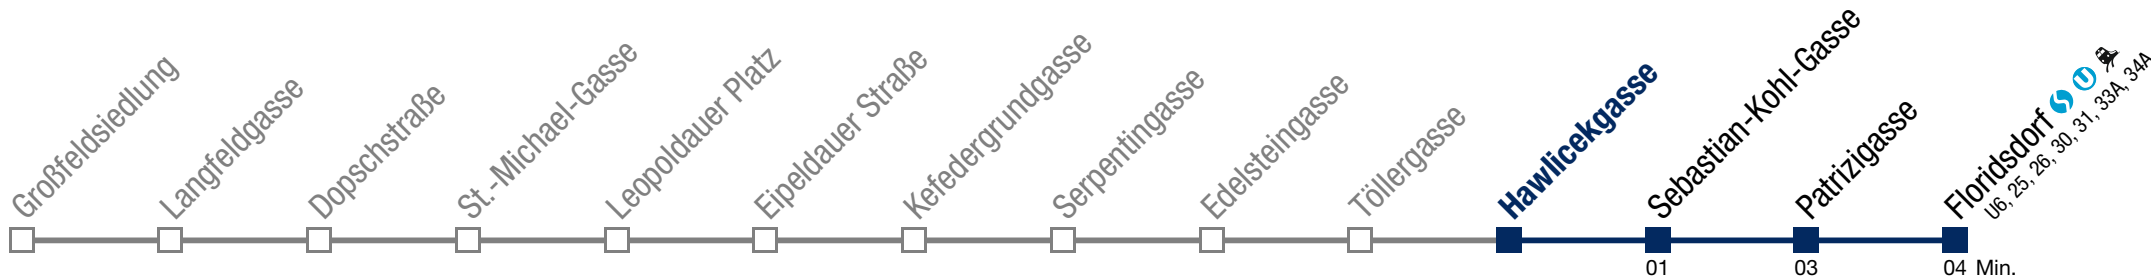 Großfeldsiedlung
Langfeldgasse
Dopschstraße
St.-Michael-Gasse
Leopoldauer Platz
Eipeldauer Straße
Kefedergrundgasse
Serpentingasse
Edelsteingasse
Töllergasse
Hawlicekgasse
Sebastian-Kohl-Gasse
Patrizigasse
Floridsdorf
U6, 25, 26, 30, 31, 33A, 34A
01 03 04 Min.